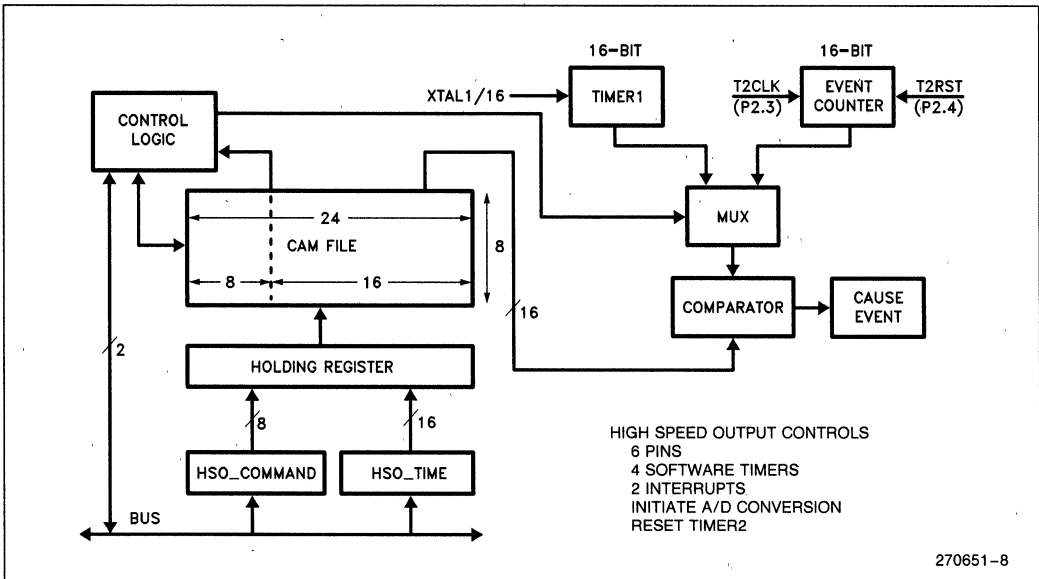 16-BIT
16-BIT
CONTROL
LOGIC
XTAL1/16
TIMER1
T2CLK
(P2.3)
EVENT
COUNTER
T2RST
(P2.4)
24
CAM FILE
8
16
8
MUX
16
COMPARATOR
CAUSE
EVENT
2
HOLDING REGISTER
8
16
HSO_COMMAND
HSO_TIME
BUS
HIGH SPEED OUTPUT CONTROLS
6 PINS
4 SOFTWARE TIMERS
2 INTERRUPTS
INITIATE A/D CONVERSION
RESET TIMER2
270651-8